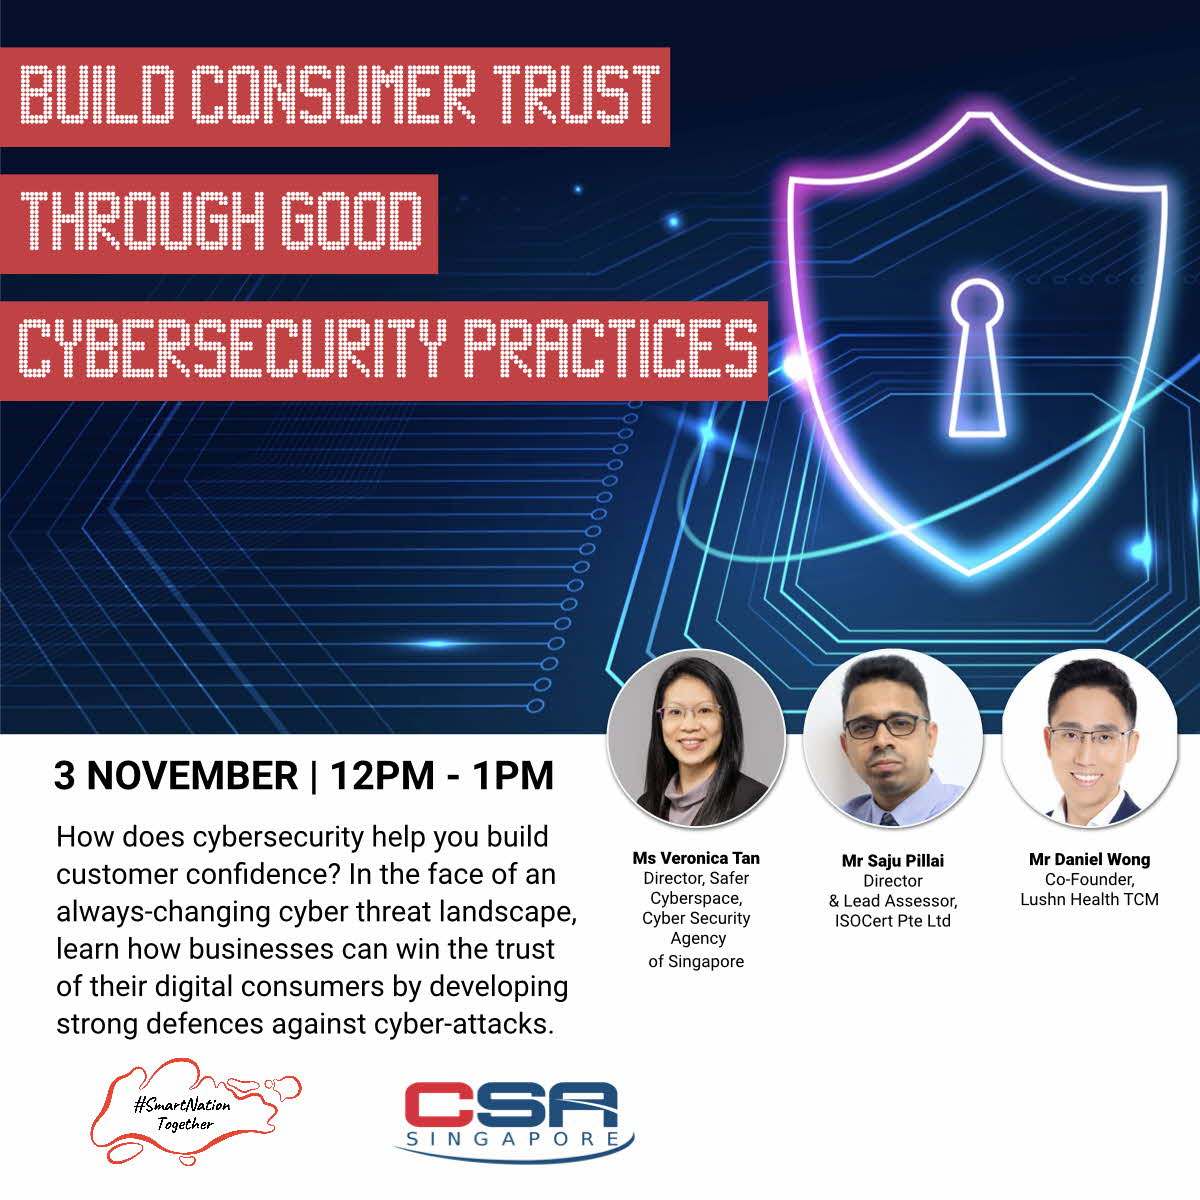 BUILD CONSUMER TRUST
THROUGH GOOD
CYBERSECURITY PRACTICES
3 NOVEMBER | 12PM - 1PM
How does cybersecurity help you build
customer confidence? In the face of an
always-changing cyber threat landscape,
learn how businesses can win the trust
of their digital consumers by developing
strong defences against cyber-attacks.
Ms Veronica Tan
Director, Safer
Cyberspace,
Cyber Security
Agency
of Singapore
Mr Saju Pillai
Director
& Lead Assessor,
ISOCert Pte Ltd
Mr Daniel Wong
Co-Founder,
Lushn Health TCM
#SmartNation
Together
CSA
SINGAPORE